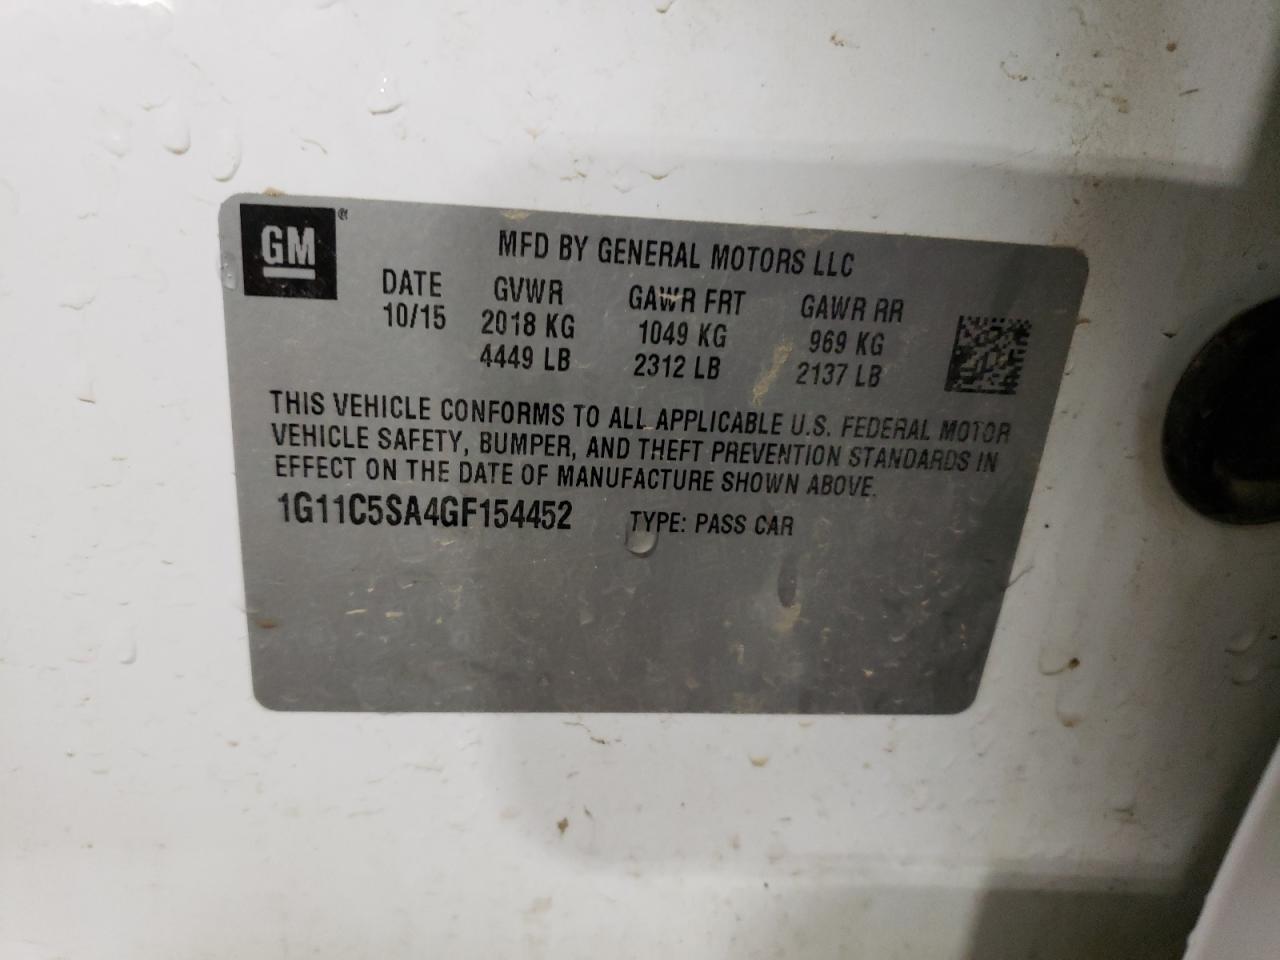 GM ®
MFD BY GENERAL MOTORS LLC
DATE GVWR GAWR FRT GAWR RR
10/15 2018 KG 1049 KG 969 KG
4449 LB 2312 LB 2137 LB
THIS VEHICLE CONFORMS TO ALL APPLICABLE U.S. FEDERAL MOTOR
VEHICLE SAFETY, BUMPER, AND THEFT PREVENTION STANDARDS IN
EFFECT ON THE DATE OF MANUFACTURE SHOWN ABOVE.
1G11C5SA4GF154452 TYPE: PASS CAR